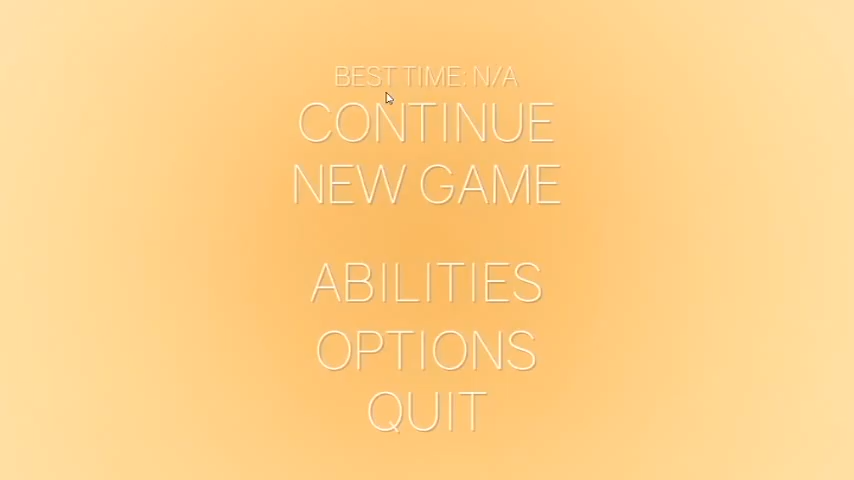 BEST TIME: N/A
CONTINUE
NEW GAME
ABILITIES
OPTIONS
QUIT